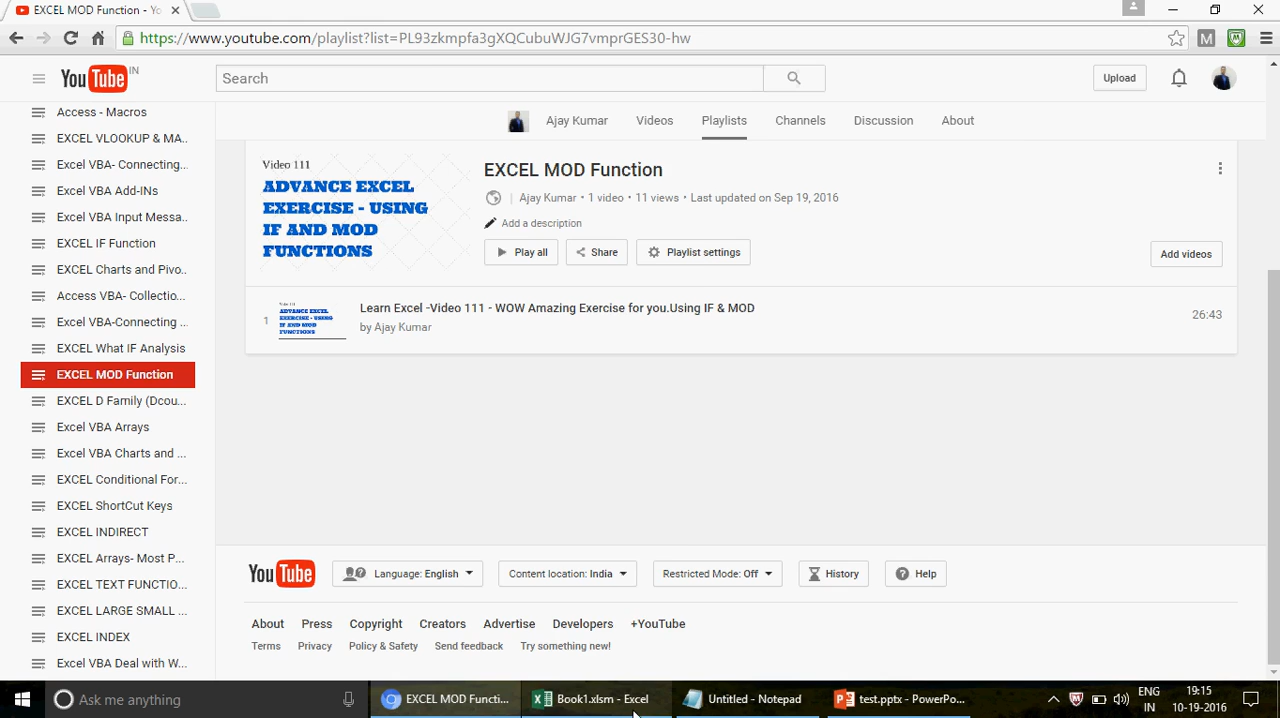 EXCEL MOD Function - Yo
https://www.youtube.com/playlist?list=PL93zkmpfa3gXQCubuWJG7vmprGES30-hw
M
YouTube IN
Search
Upload
Access - Macros
EXCEL VLOOKUP & MA...
Excel VBA- Connecting...
Excel VBA Add-INs
Excel VBA Input Messa...
EXCEL IF Function
EXCEL Charts and Pivo...
Access VBA- Collectio...
Excel VBA-Connecting ...
EXCEL What IF Analysis
EXCEL MOD Function
EXCEL D Family (Dcou...
Excel VBA Arrays
Excel VBA Charts and ...
EXCEL Conditional For...
EXCEL ShortCut Keys
EXCEL INDIRECT
EXCEL Arrays- Most P...
EXCEL TEXT FUNCTIO...
EXCEL LARGE SMALL ...
EXCEL INDEX
Excel VBA Deal with W...
Ajay Kumar Videos Playlists Channels Discussion About
Video 111
ADVANCE EXCEL
EXERCISE - USING
IF AND MOD
FUNCTIONS
EXCEL MOD Function
Ajay Kumar • 1 video • 11 views • Last updated on Sep 19, 2016
Add a description
Play all Share Playlist settings Add videos
1
Video 111
ADVANCE EXCEL
EXERCISE - USING
IF AND MOD
FUNCTIONS
Learn Excel -Video 111 - WOW Amazing Exercise for you.Using IF & MOD
by Ajay Kumar
26:43
YouTube Language: English Content location: India Restricted Mode: Off History Help
About Press Copyright Creators Advertise Developers +YouTube
Terms Privacy Policy & Safety Send feedback Try something new!
Ask me anything
EXCEL MOD Functi... Book1.xlsm - Excel Untitled - Notepad test.pptx - PowerPo...
ENG
IN
19:15
10-19-2016